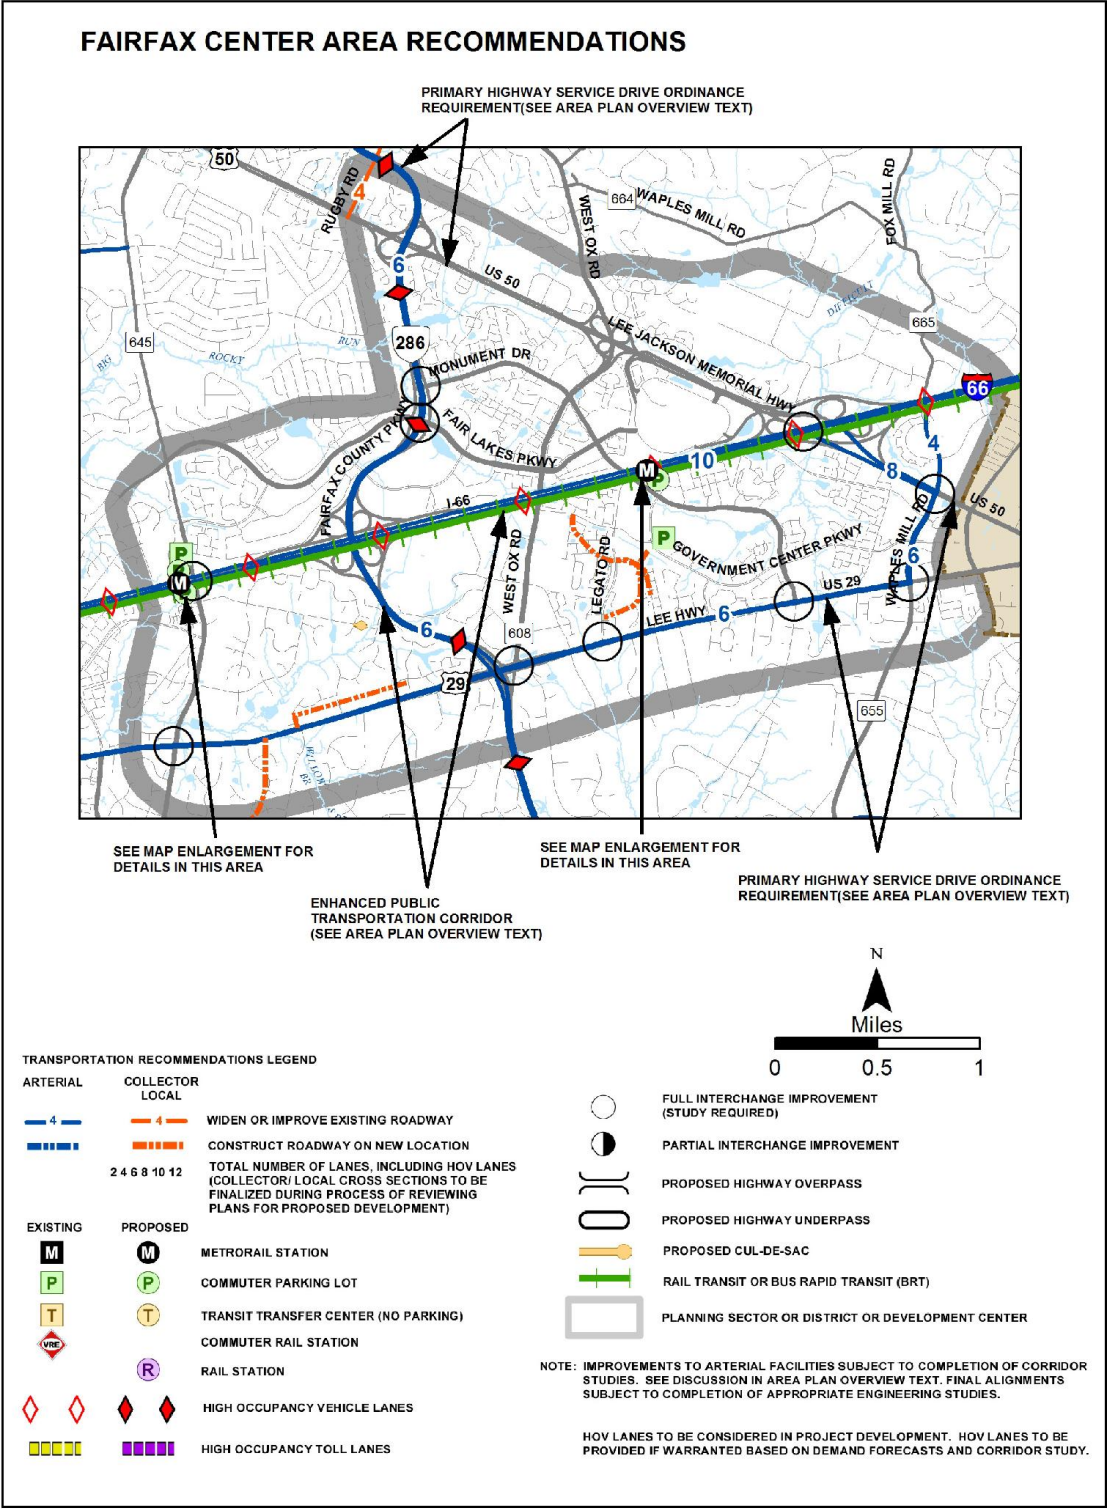 FAIRFAX CENTER AREA RECOMMENDATIONS
PRIMARY HIGHWAY SERVICE DRIVE ORDINANCE
REQUIREMENT(SEE AREA PLAN OVERVIEW TEXT)
50
RUGBY RD
4
664
WAPLES MILL RD
WEST OX RD
FOX MILL RD
6
US 50
DIFFICULT
645
BIG
ROCKY
RUN
286
MONUMENT DR
LEE JACKSON MEMORIAL HWY
665
66
FAIRFAX COUNTY PKWY
FAIR LAKES PKWY
4
10
M
P
8
I-66
US 50
P
GOVERNMENT CENTER PKWY
WAPLES MILL RD
6
P
M
WEST OX RD
LEGATO RD
US 29
LEE HWY
6
6
608
29
655
SEE MAP ENLARGEMENT FOR
DETAILS IN THIS AREA
SEE MAP ENLARGEMENT FOR
DETAILS IN THIS AREA
PRIMARY HIGHWAY SERVICE DRIVE ORDINANCE
REQUIREMENT(SEE AREA PLAN OVERVIEW TEXT)
ENHANCED PUBLIC
TRANSPORTATION CORRIDOR
(SEE AREA PLAN OVERVIEW TEXT)
N
Miles
0 0.5 1
TRANSPORTATION RECOMMENDATIONS LEGEND
ARTERIAL
COLLECTOR
LOCAL
4 4 WIDEN OR IMPROVE EXISTING ROADWAY
CONSTRUCT ROADWAY ON NEW LOCATION
2 4 6 8 10 12
TOTAL NUMBER OF LANES, INCLUDING HOV LANES
(COLLECTOR/ LOCAL CROSS SECTIONS TO BE
FINALIZED DURING PROCESS OF REVIEWING
PLANS FOR PROPOSED DEVELOPMENT)
EXISTING PROPOSED
M M METRORAIL STATION
P P COMMUTER PARKING LOT
T T TRANSIT TRANSFER CENTER (NO PARKING)
VRE COMMUTER RAIL STATION
R RAIL STATION
HIGH OCCUPANCY VEHICLE LANES
HIGH OCCUPANCY TOLL LANES
FULL INTERCHANGE IMPROVEMENT
(STUDY REQUIRED)
PARTIAL INTERCHANGE IMPROVEMENT
PROPOSED HIGHWAY OVERPASS
PROPOSED HIGHWAY UNDERPASS
PROPOSED CUL-DE-SAC
RAIL TRANSIT OR BUS RAPID TRANSIT (BRT)
PLANNING SECTOR OR DISTRICT OR DEVELOPMENT CENTER
NOTE: IMPROVEMENTS TO ARTERIAL FACILITIES SUBJECT TO COMPLETION OF CORRIDOR
STUDIES. SEE DISCUSSION IN AREA PLAN OVERVIEW TEXT. FINAL ALIGNMENTS
SUBJECT TO COMPLETION OF APPROPRIATE ENGINEERING STUDIES.
HOV LANES TO BE CONSIDERED IN PROJECT DEVELOPMENT. HOV LANES TO BE
PROVIDED IF WARRANTED BASED ON DEMAND FORECASTS AND CORRIDOR STUDY.